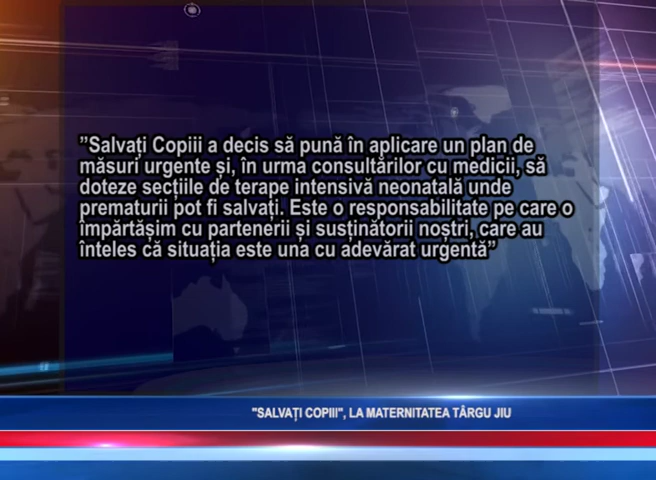 ”Salvați Copiii a decis să pună în aplicare un plan de
măsuri urgente și, în urma consultărilor cu medicii, să
doteze secțiile de terape intensivă neonatală unde
prematurii pot fi salvați. Este o responsabilitate pe care o
împărtășim cu partenerii și susținătorii noștri, care au
înteles că situația este una cu adevărat urgentă”
"SALVAȚI COPIII", LA MATERNITATEA TÂRGU JIU